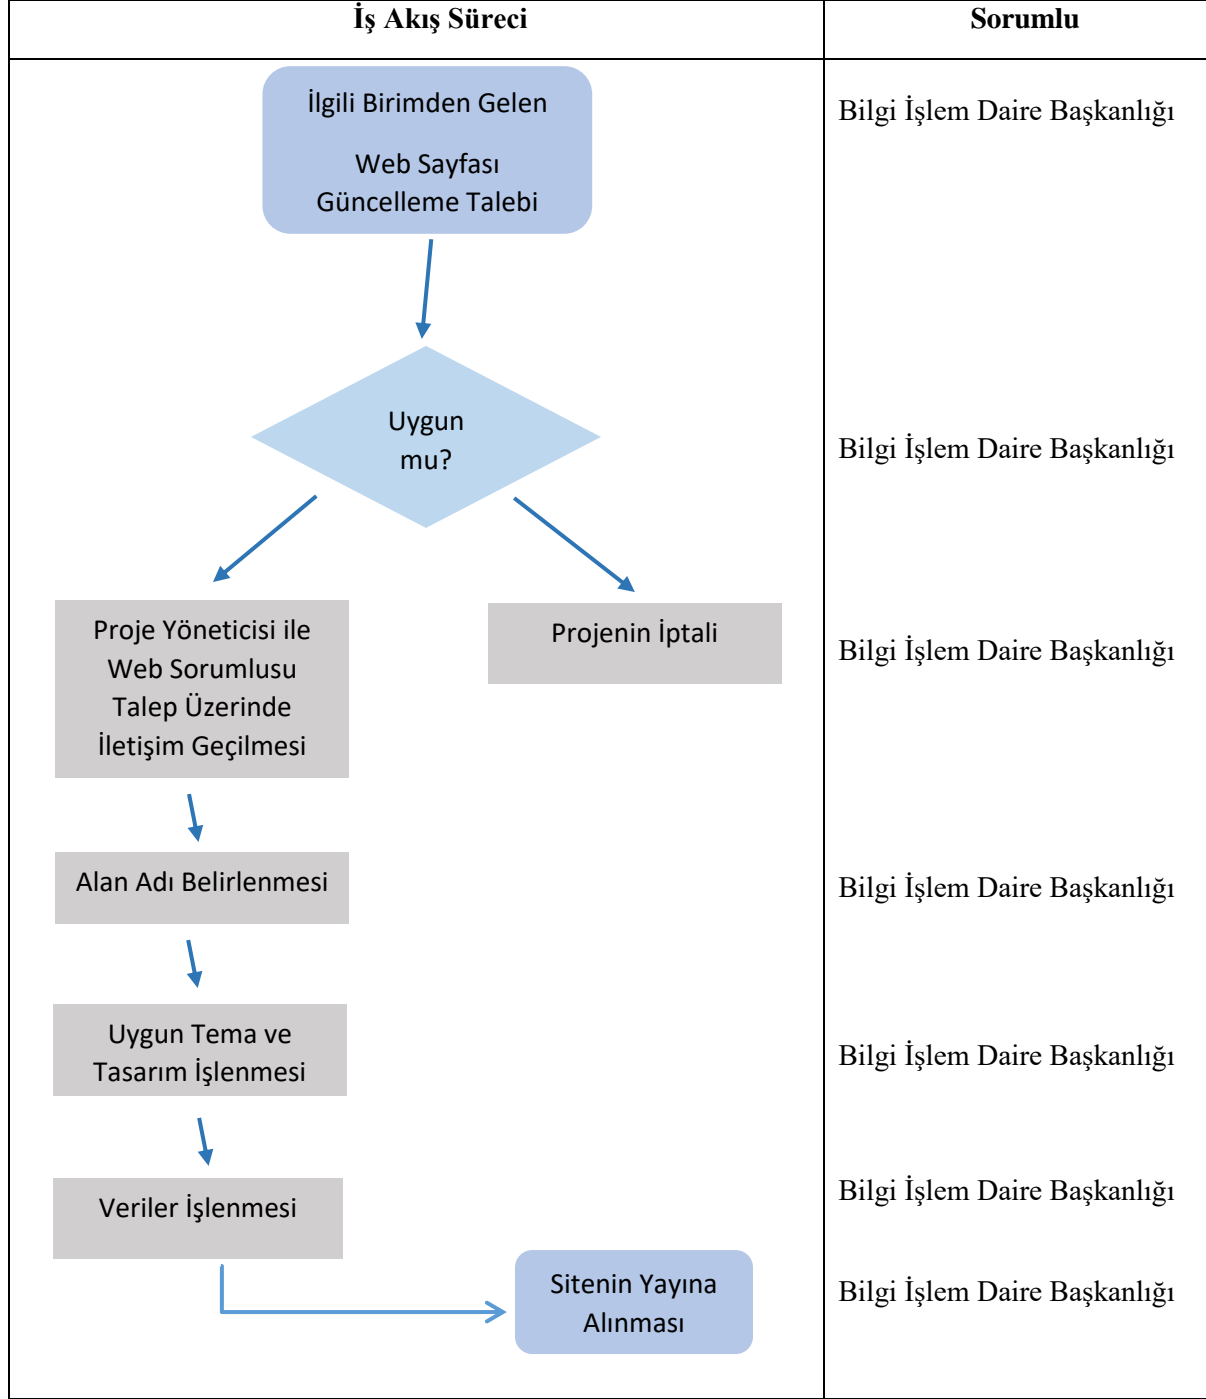 İş Akış Süreci
Sorumlu
İlgili Birimden Gelen
Web Sayfası
Güncelleme Talebi
Bilgi İşlem Daire Başkanlığı
Uygun
mu?
Bilgi İşlem Daire Başkanlığı
Proje Yöneticisi ile
Web Sorumlusu
Talep Üzerinde
İletişim Geçilmesi
Projenin İptali
Bilgi İşlem Daire Başkanlığı
Alan Adı Belirlenmesi
Bilgi İşlem Daire Başkanlığı
Uygun Tema ve
Tasarım İşlenmesi
Bilgi İşlem Daire Başkanlığı
Veriler İşlenmesi
Bilgi İşlem Daire Başkanlığı
Sitenin Yayına
Alınması
Bilgi İşlem Daire Başkanlığı